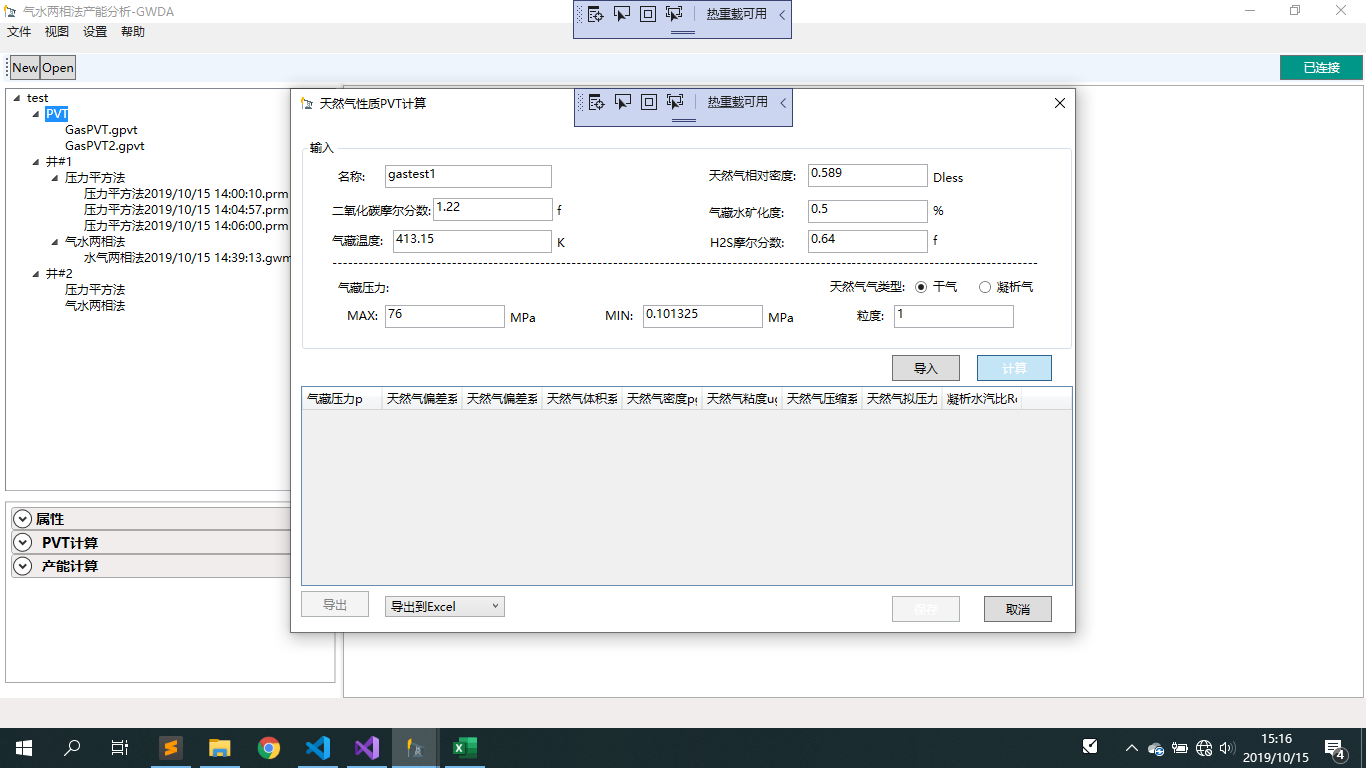 气水两相法产能分析-GWDA
热重载可用
文件 视图 设置 帮助
New Open
已连接
test
PVT
GasPVT.gpvt
GasPVT2.gpvt
井#1
压力平方法
压力平方法2019/10/15 14:00:10.prm
压力平方法2019/10/15 14:04:57.prm
压力平方法2019/10/15 14:06:00.prm
气水两相法
水气两相法2019/10/15 14:39:13.gwm
井#2
压力平方法
气水两相法
属性
PVT计算
产能计算
天然气性质PVT计算
热重载可用
输入
名称: gastest1 天然气相对密度: 0.589 Dless
二氧化碳摩尔分数: 1.22 f 气藏水矿化度: 0.5 %
气藏温度: 413.15 K H2S摩尔分数: 0.64 f
气藏压力: 天然气气类型: 干气 凝析气
MAX: 76 MPa MIN: 0.101325 MPa 粒度: 1
导入 计算
气藏压力p 天然气偏差系 天然气偏差系 天然气体积系 天然气密度ρg 天然气粘度ug 天然气压缩系 天然气拟压力 凝析水汽比R
导出 导出到Excel 保存 取消
15:16
2019/10/15
4